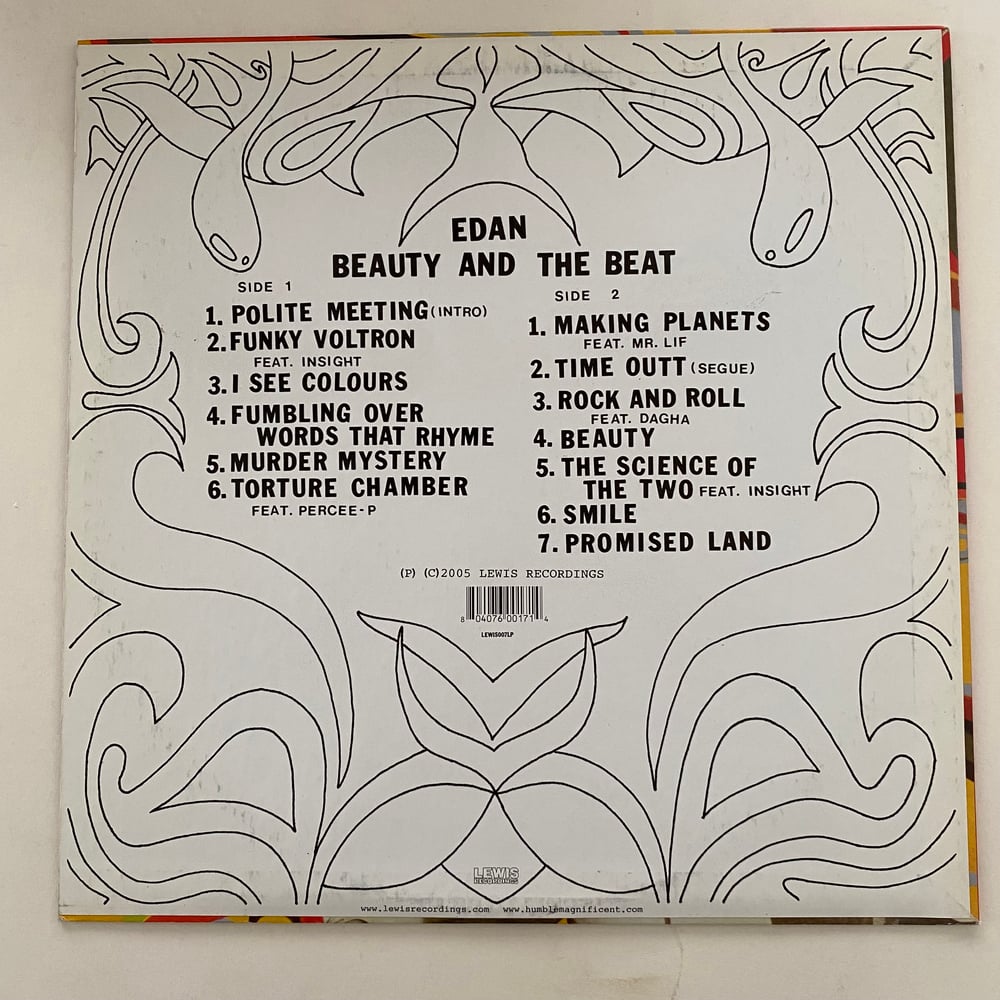 EDAN
BEAUTY AND THE BEAT
SIDE 1
1. POLITE MEETING (INTRO)
2. FUNKY VOLTRON
FEAT. INSIGHT
3. I SEE COLOURS
4. FUMBLING OVER
WORDS THAT RHYME
5. MURDER MYSTERY
6. TORTURE CHAMBER
FEAT. PERCEE-P
SIDE 2
1. MAKING PLANETS
FEAT. MR. LIF
2. TIME OUTT (SEGUE)
3. ROCK AND ROLL
FEAT. DAGHA
4. BEAUTY
5. THE SCIENCE OF
THE TWO FEAT. INSIGHT
6. SMILE
7. PROMISED LAND
(P) (C)2005 LEWIS RECORDINGS
8 04076 00171 4
LEWIS007LP
LEWIS
RECORDINGS
www.lewisrecordings.com www.humblemagnificent.com